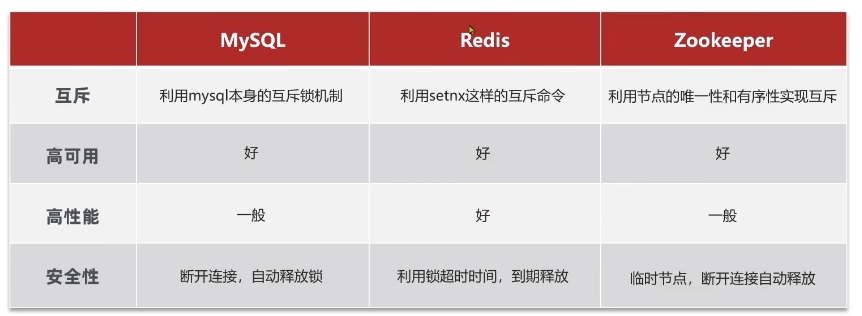 MySQL Redis Zookeeper
互斥 利用mysql本身的互斥锁机制 利用setnx这样的互斥命令 利用节点的唯一性和有序性实现互斥
高可用 好 好 好
高性能 一般 好 一般
安全性 断开连接，自动释放锁 利用锁超时时间，到期释放 临时节点，断开连接自动释放